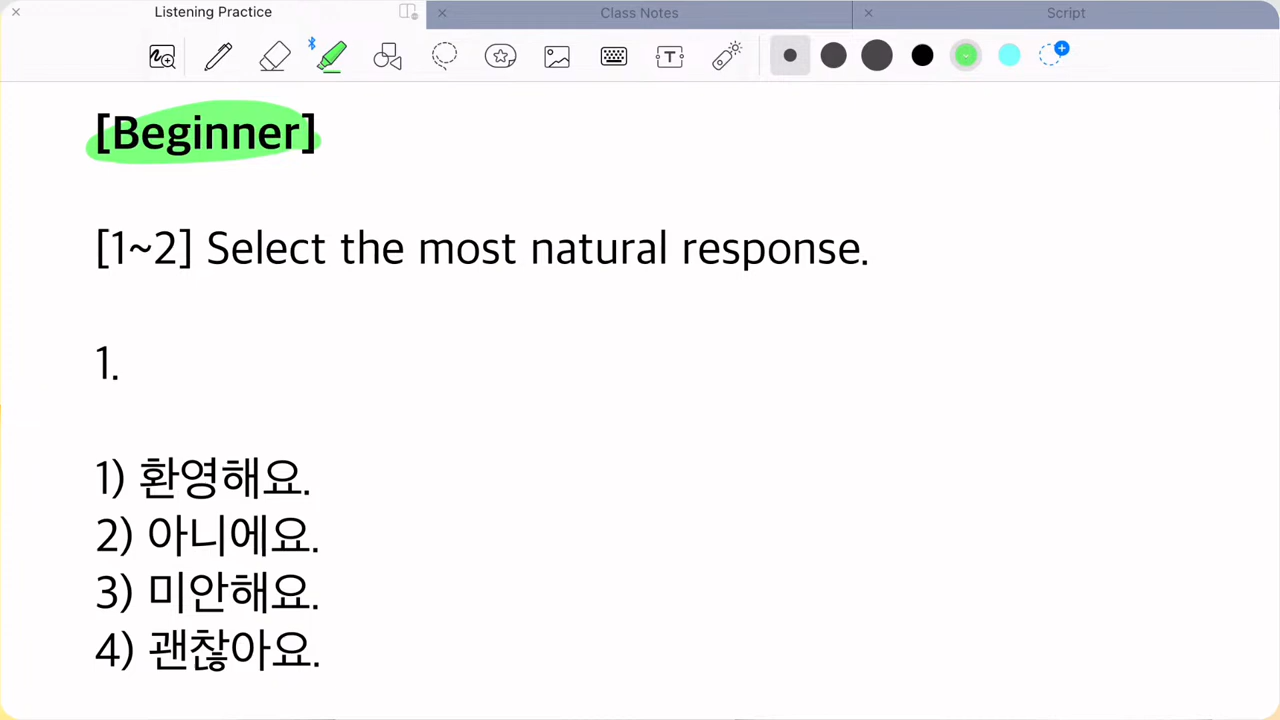 Listening Practice
Class Notes
Script
[Beginner]
[1~2] Select the most natural response.
1.
1) 환영해요.
2) 아니에요.
3) 미안해요.
4) 괜찮아요.